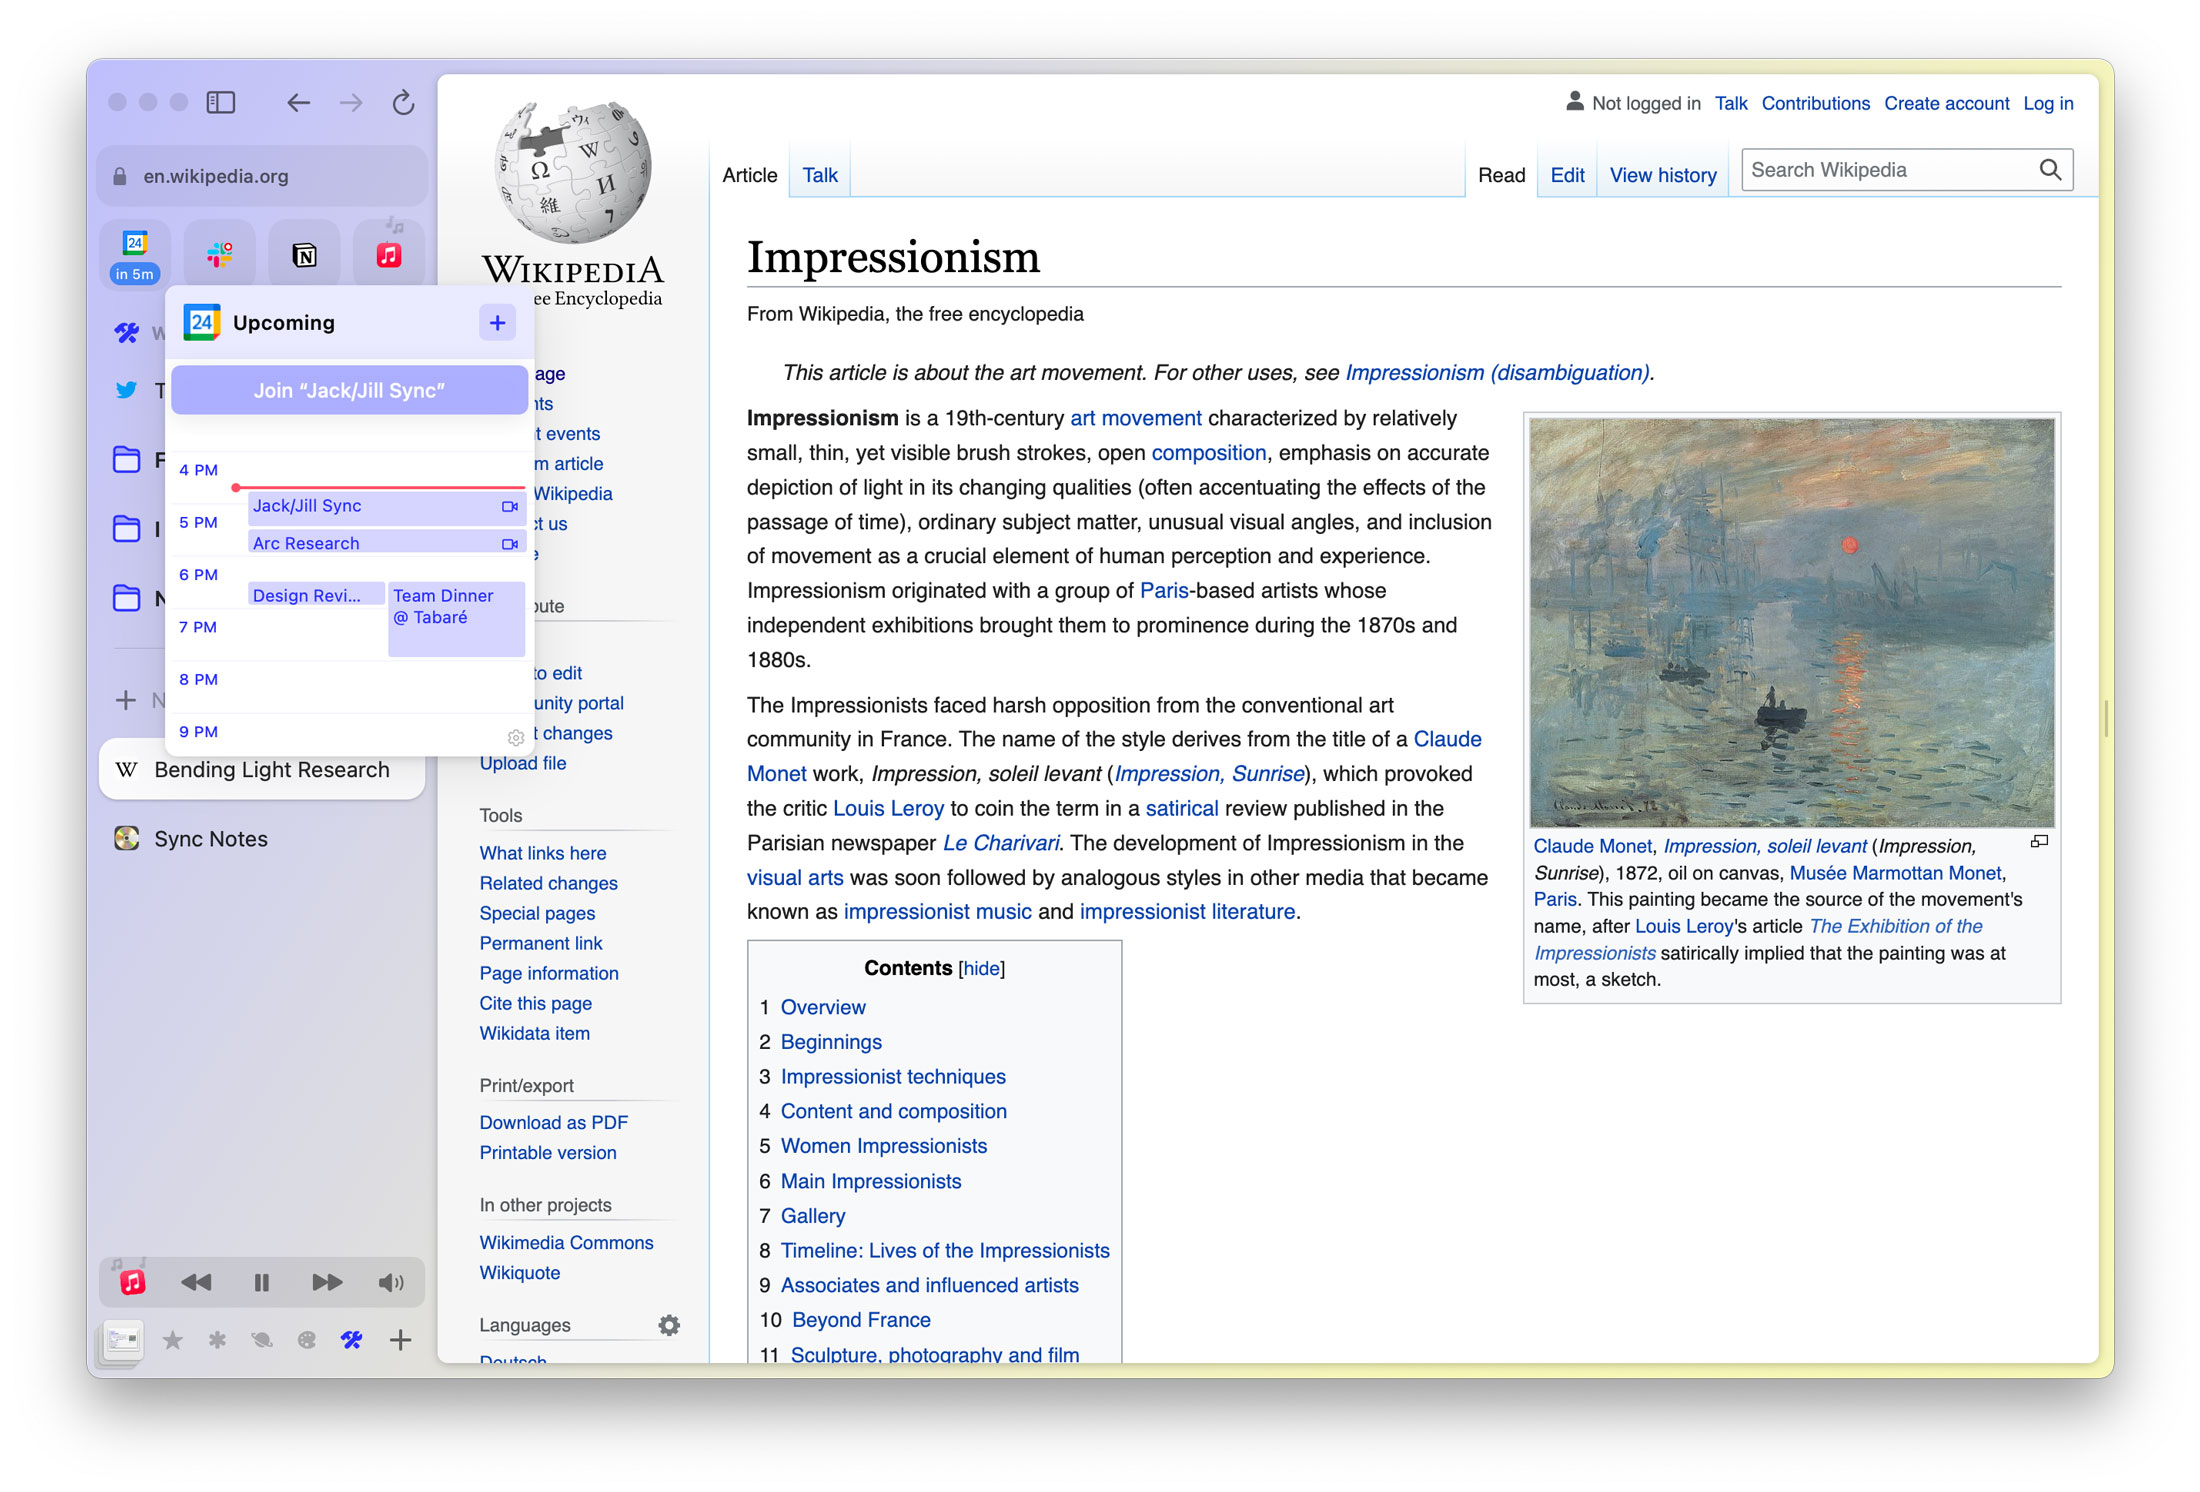 en.wikipedia.org
24
in 5m
24
Upcoming
+
Join “Jack/Jill Sync”
4 PM
Jack/Jill Sync
5 PM
Arc Research
6 PM
Design Revi...
Team Dinner
@ Tabaré
7 PM
8 PM
9 PM
W
Bending Light Research
Sync Notes
Ω
W
И
維
WIKIPEDIA
ee Encyclopedia
age
nts
t events
m article
Wikipedia
ct us
e
bute
to edit
unity portal
t changes
Upload file
Tools
What links here
Related changes
Special pages
Permanent link
Page information
Cite this page
Wikidata item
Print/export
Download as PDF
Printable version
In other projects
Wikimedia Commons
Wikiquote
Languages
Deutsch
Not logged in
Talk
Contributions
Create account
Log in
Article
Talk
Read
Edit
View history
Search Wikipedia
Impressionism
From Wikipedia, the free encyclopedia
This article is about the art movement. For other uses, see Impressionism (disambiguation).
Impressionism is a 19th-century art movement characterized by relatively
small, thin, yet visible brush strokes, open composition, emphasis on accurate
depiction of light in its changing qualities (often accentuating the effects of the
passage of time), ordinary subject matter, unusual visual angles, and inclusion
of movement as a crucial element of human perception and experience.
Impressionism originated with a group of Paris-based artists whose
independent exhibitions brought them to prominence during the 1870s and
1880s.
The Impressionists faced harsh opposition from the conventional art
community in France. The name of the style derives from the title of a Claude
Monet work, Impression, soleil levant (Impression, Sunrise), which provoked
the critic Louis Leroy to coin the term in a satirical review published in the
Parisian newspaper Le Charivari. The development of Impressionism in the
visual arts was soon followed by analogous styles in other media that became
known as impressionist music and impressionist literature.
Claude Monet, Impression, soleil levant (Impression,
Sunrise), 1872, oil on canvas, Musée Marmottan Monet,
Paris. This painting became the source of the movement's
name, after Louis Leroy's article The Exhibition of the
Impressionists satirically implied that the painting was at
most, a sketch.
Contents [hide]
1 Overview
2 Beginnings
3 Impressionist techniques
4 Content and composition
5 Women Impressionists
6 Main Impressionists
7 Gallery
8 Timeline: Lives of the Impressionists
9 Associates and influenced artists
10 Beyond France
11 Sculpture, photography and film